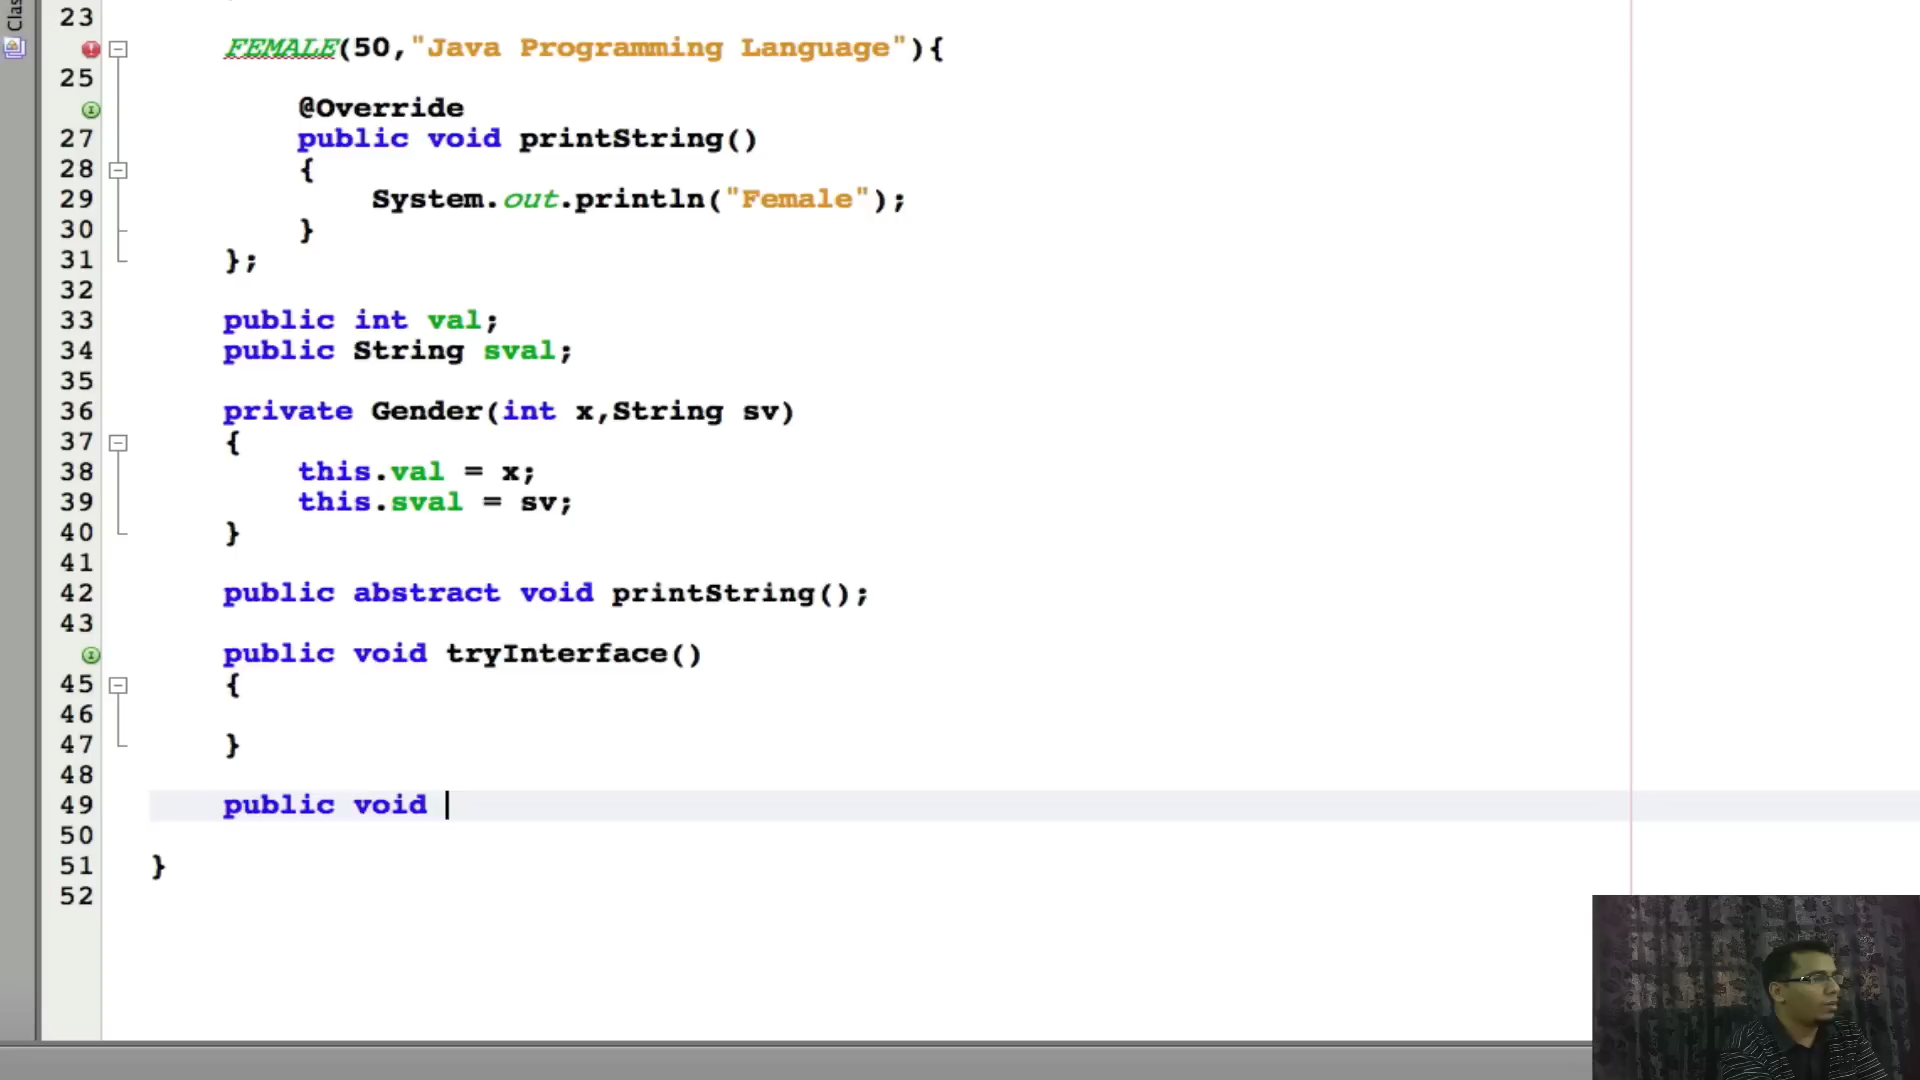 Clas
23
FEMALE(50,"Java Programming Language"){
25
@Override
27 public void printString()
28 {
29 System.out.println("Female");
30 }
31 };
32
33 public int val;
34 public String sval;
35
36 private Gender(int x,String sv)
37 {
38 this.val = x;
39 this.sval = sv;
40 }
41
42 public abstract void printString();
43
public void tryInterface()
45 {
46
47 }
48
49 public void
50
51 }
52